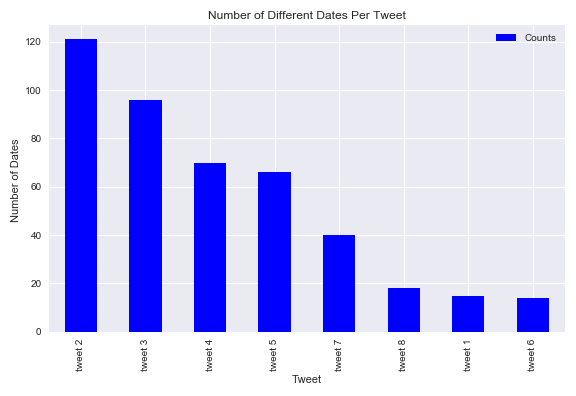 Number of Different Dates Per Tweet
Counts
Number of Dates
120
100
80
60
40
20
0
tweet 2
tweet 3
tweet 4
tweet 5
tweet 7
tweet 8
tweet 1
tweet 6
Tweet